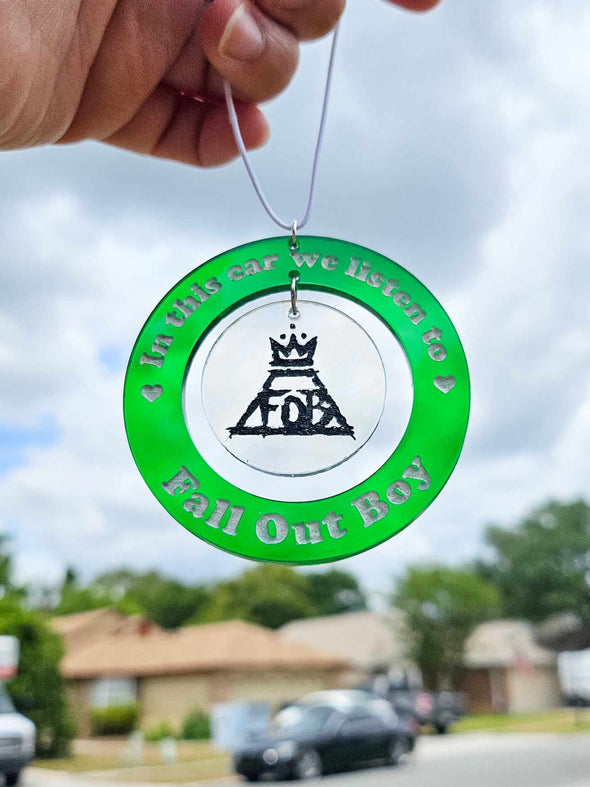 In this car we listen to
FOB
Fall Out Boy